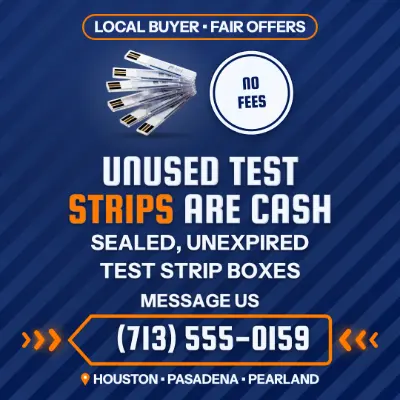 LOCAL BUYER • FAIR OFFERS
NO
FEES
UNUSED TEST
STRIPS ARE CASH
SEALED, UNEXPIRED
TEST STRIP BOXES
MESSAGE US
(713) 555-0159
HOUSTON • PASADENA • PEARLAND